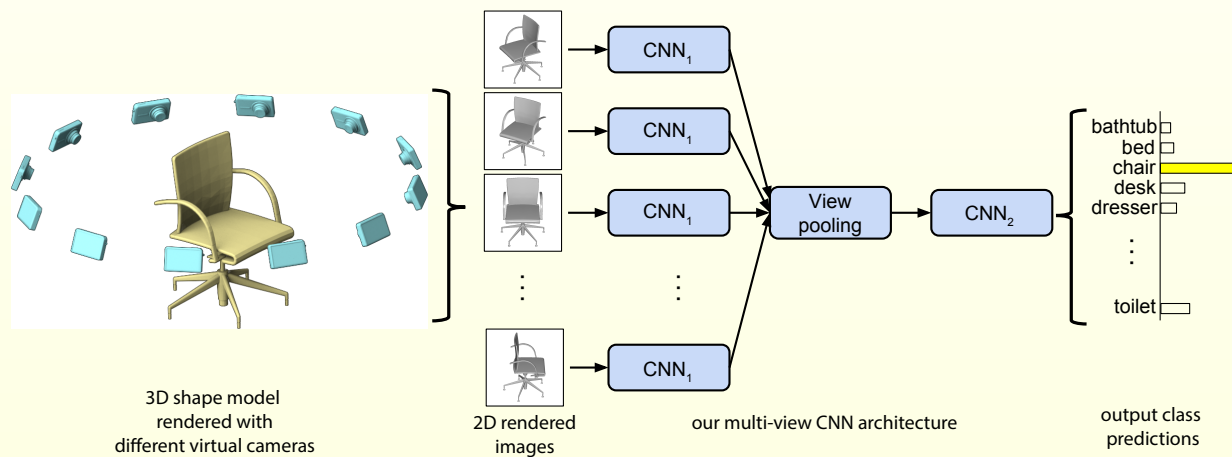 CNN₁
CNN₁
CNN₁
⋮ ⋮
CNN₁
View
pooling
CNN₂
bathtub
bed
chair
desk
dresser
⋮
toilet
3D shape model
rendered with
different virtual cameras
2D rendered
images
our multi-view CNN architecture
output class
predictions